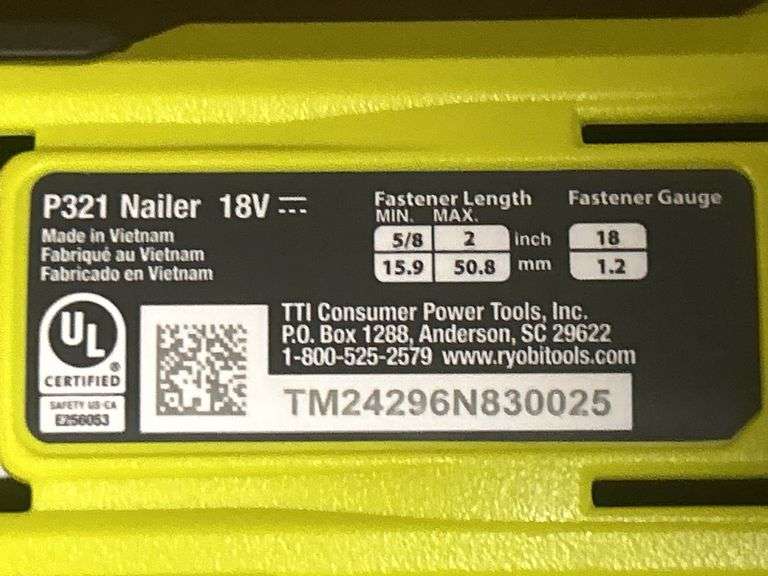 P321 Nailer 18V
Made in Vietnam
Fabriqué au Vietnam
Fabricado en Vietnam
Fastener Length
MIN. MAX.
5/8 2 inch
15.9 50.8 mm
Fastener Gauge
18
1.2
UL
®
CERTIFIED
SAFETY US-CA
E256053
TTI Consumer Power Tools, Inc.
P.O. Box 1288, Anderson, SC 29622
1-800-525-2579 www.ryobitools.com
TM24296N830025